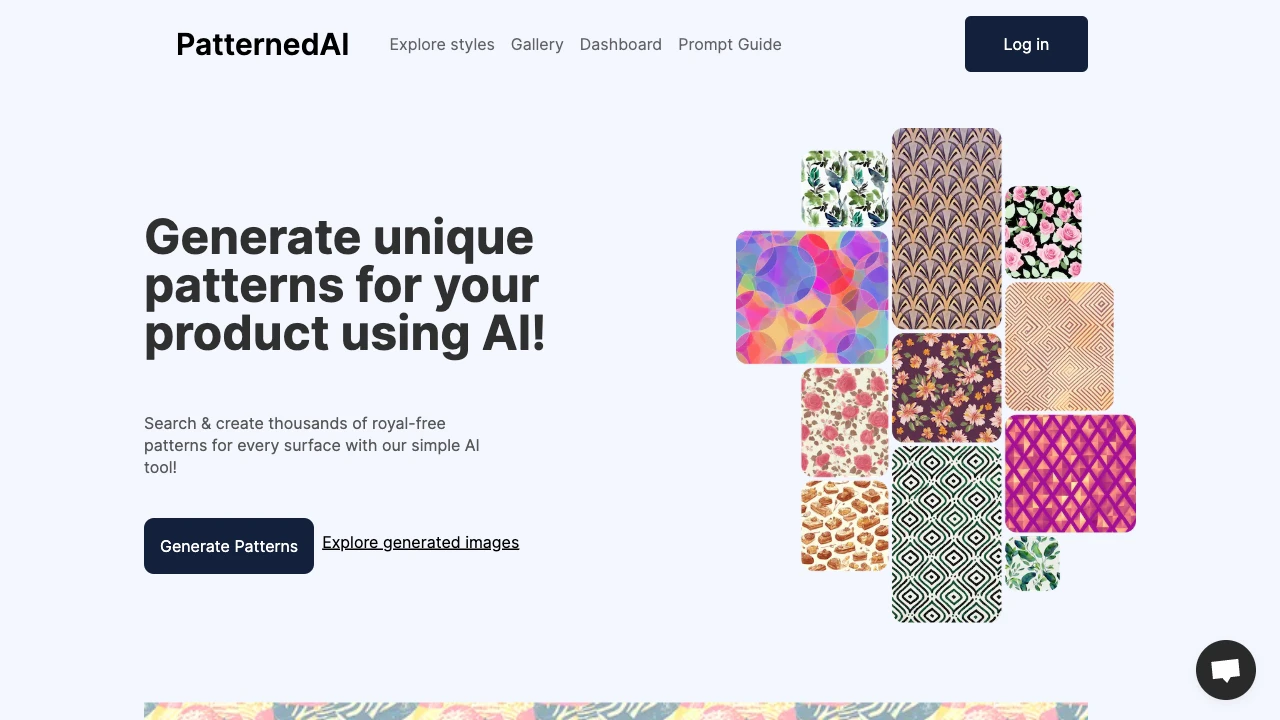 PatternedAI
Explore styles
Gallery
Dashboard
Prompt Guide
Log in
Generate unique
patterns for your
product using AI!
Search & create thousands of royal-free
patterns for every surface with our simple AI
tool!
Generate Patterns
Explore generated images